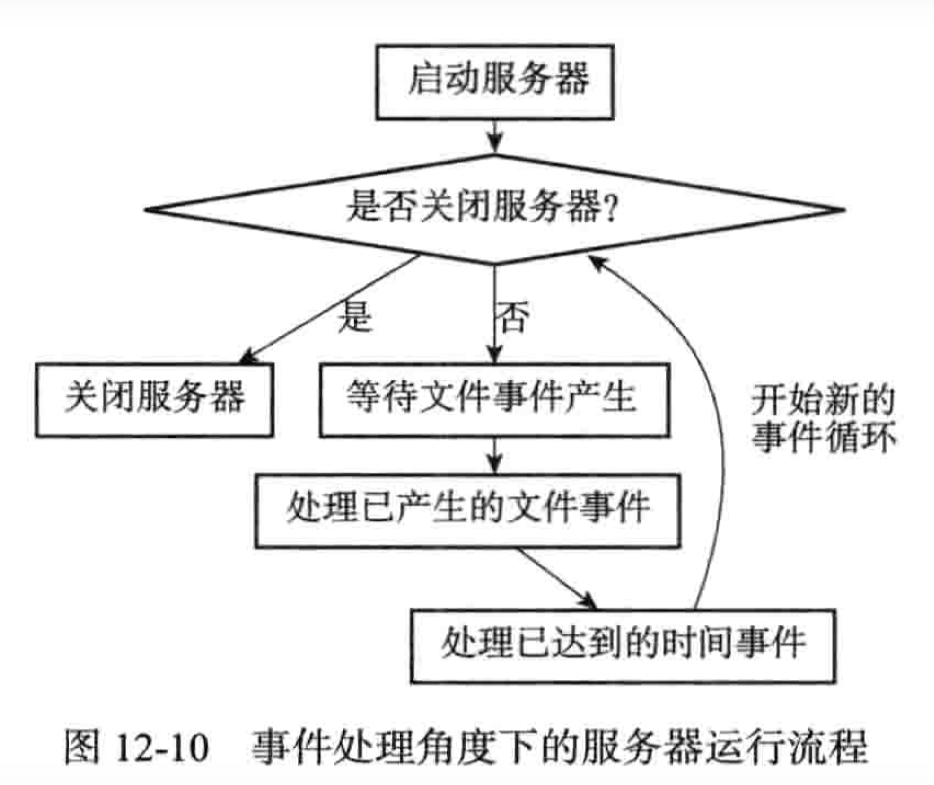 启动服务器
是否关闭服务器?
是
否
关闭服务器
等待文件事件产生
开始新的
事件循环
处理已产生的文件事件
处理已达到的时间事件
图 12-10 事件处理角度下的服务器运行流程